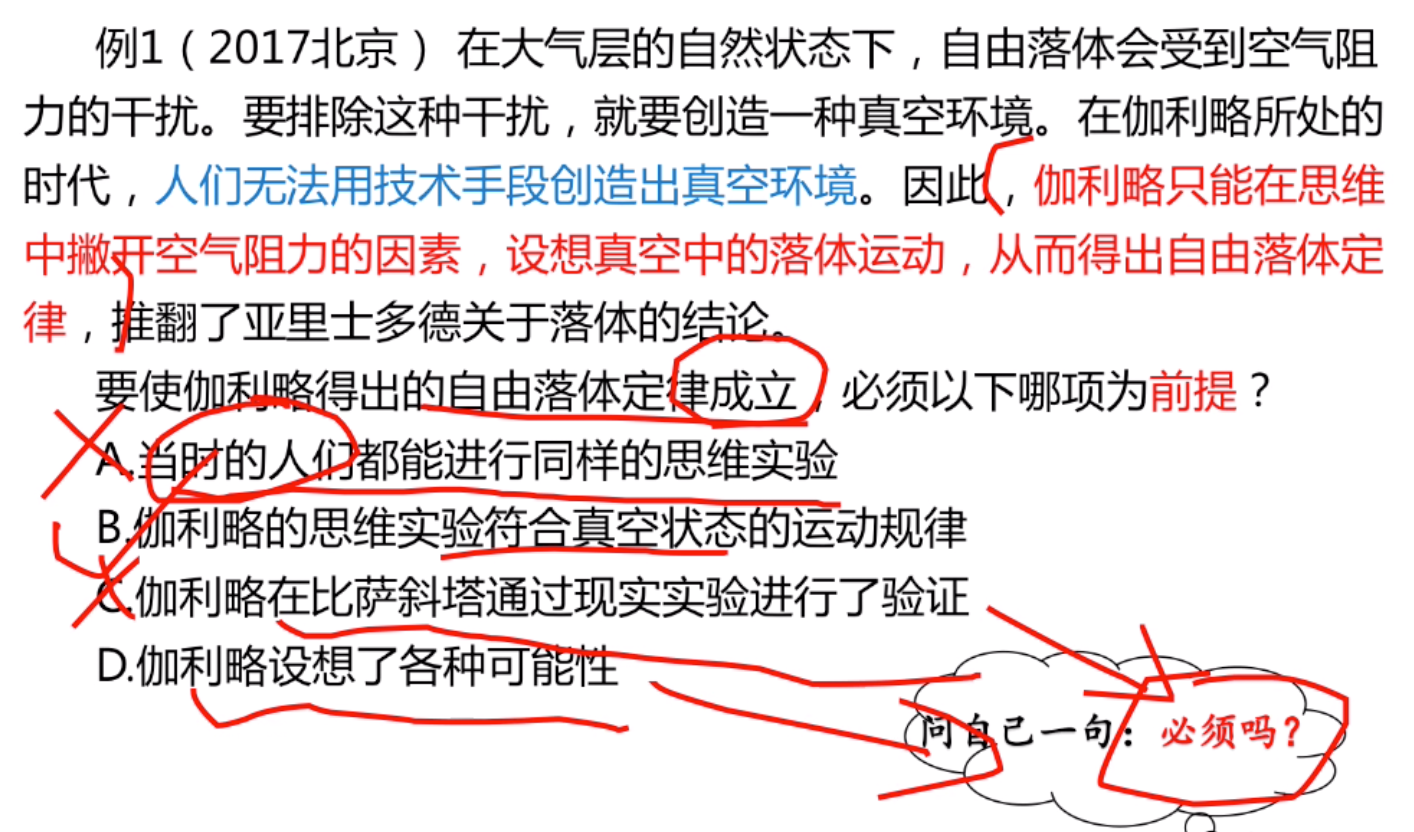 例1（2017北京） 在大气层的自然状态下，自由落体会受到空气阻
力的干扰。要排除这种干扰，就要创造一种真空环境。在伽利略所处的
时代，人们无法用技术手段创造出真空环境。因此，伽利略只能在思维
中撇开空气阻力的因素，设想真空中的落体运动，从而得出自由落体定
律，推翻了亚里士多德关于落体的结论。
要使伽利略得出的自由落体定律成立，必须以下哪项为前提？
A.当时的人们都能进行同样的思维实验
B.伽利略的思维实验符合真空状态的运动规律
C.伽利略在比萨斜塔通过现实实验进行了验证
D.伽利略设想了各种可能性
问自己一句：必须吗？